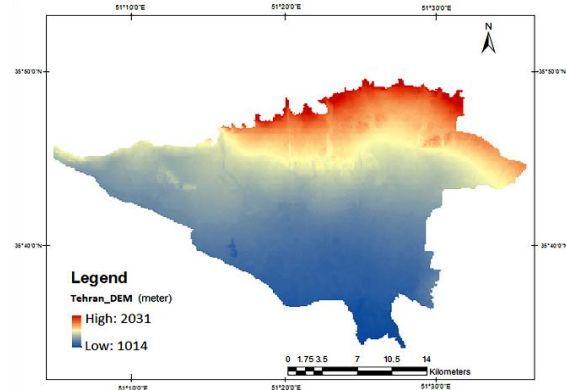 51°10'0"E 51°20'0"E 51°30'0"E
N
35°50'0"N 35°50'0"N
35°40'0"N 35°40'0"N
Legend
Tehran_DEM (meter)
High: 2031
Low: 1014
0 1.75 3.5 7 10.5 14
Kilometers
51°10'0"E 51°20'0"E 51°30'0"E